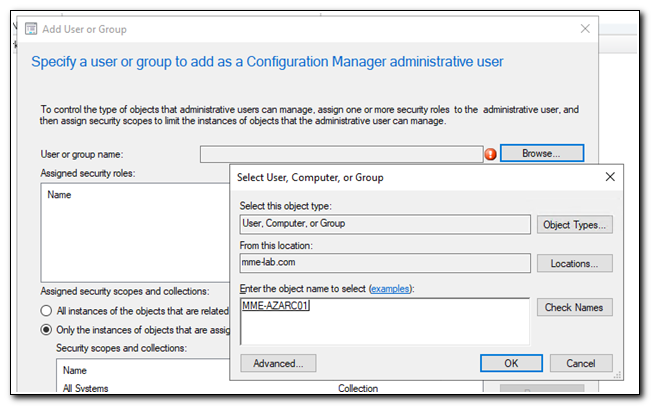 Add User or Group
Specify a user or group to add as a Configuration Manager administrative user
To control the type of objects that administrative users can manage, assign one or more security roles to the administrative user, and
then assign security scopes to limit the instances of objects that the administrative user can manage.
User or group name:
Browse...
Assigned security roles:
Name
Assigned security scopes and collections:
All instances of the objects that are related
Only the instances of objects that are assig
Security scopes and collections:
Name
All Systems
Collection
Select User, Computer, or Group
Select this object type:
User, Computer, or Group
Object Types...
From this location:
mme-lab.com
Locations...
Enter the object name to select (examples):
MME-AZARC01
Check Names
Advanced...
OK
Cancel